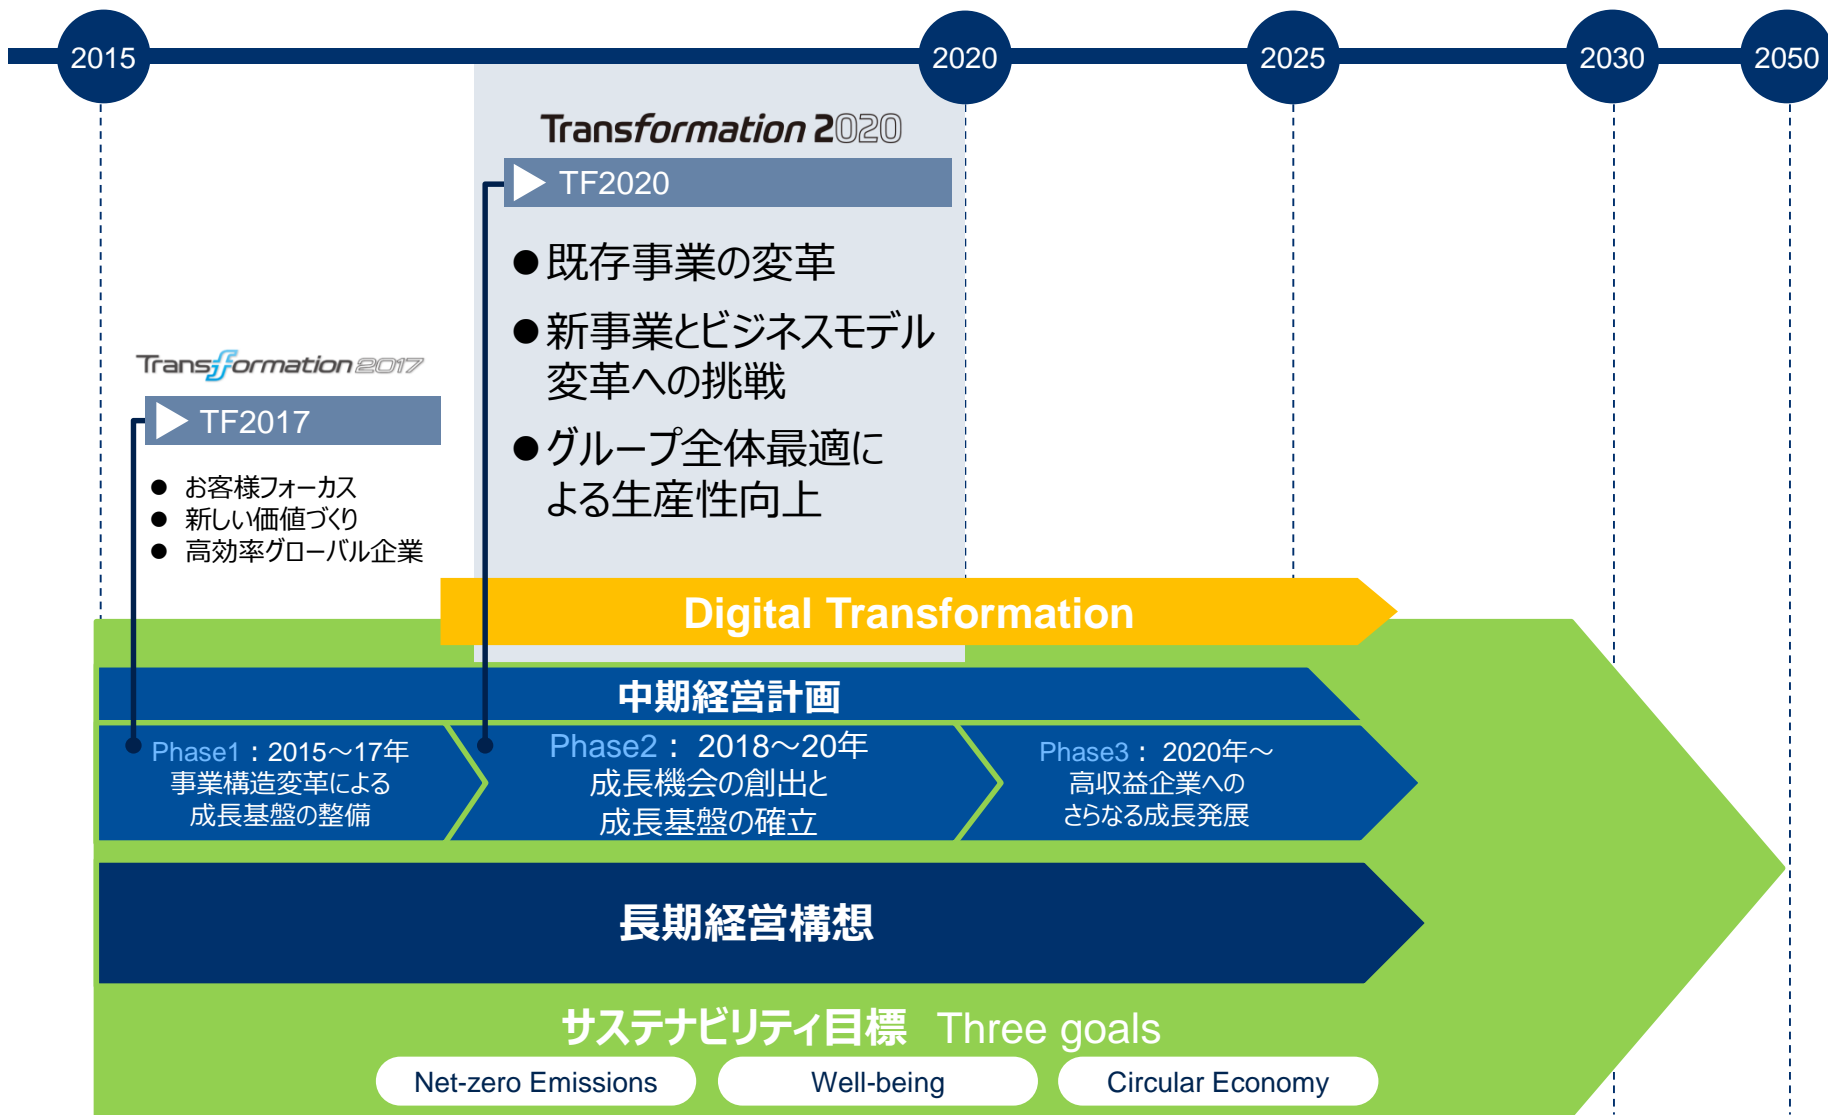 2015
2020
2025
2030
2050
Transformation 2020
TF2020
●既存事業の変革
●新事業とビジネスモデル
変革への挑戦
●グループ全体最適に
よる生産性向上
Transformation 2017
TF2017
● お客様フォーカス
● 新しい価値づくり
● 高効率グローバル企業
Digital Transformation
中期経営計画
Phase1：2015～17年
事業構造変革による
成長基盤の整備
Phase2： 2018～20年
成長機会の創出と
成長基盤の確立
Phase3： 2020年～
高収益企業への
さらなる成長発展
長期経営構想
サステナビリティ目標 Three goals
Net-zero Emissions
Well-being
Circular Economy